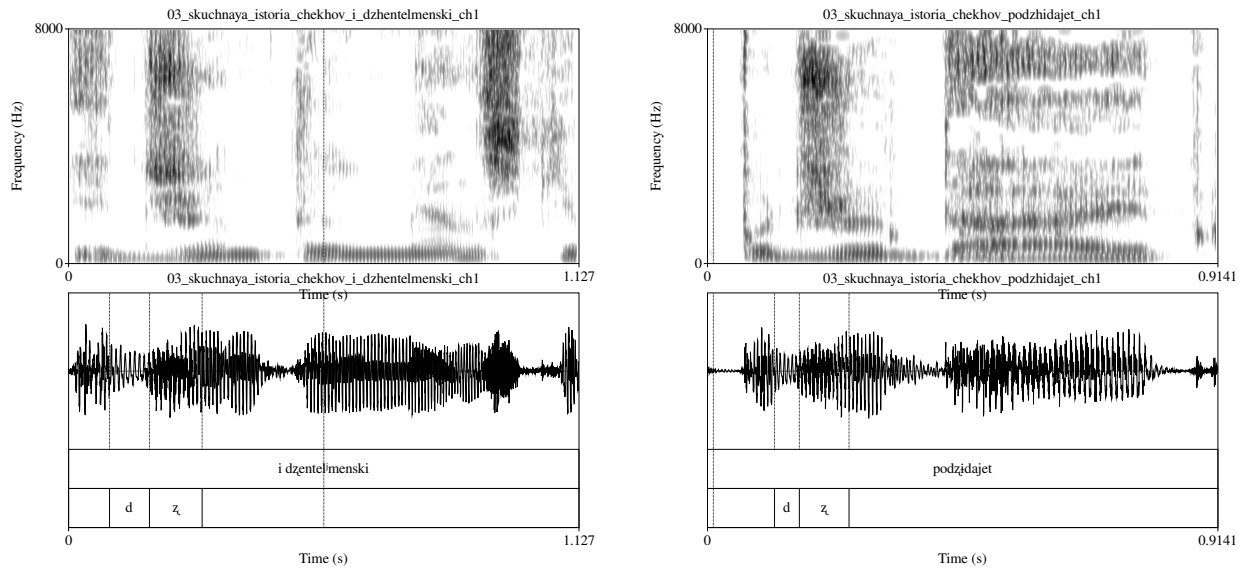 03_skuchnaya_istoria_chekhov_i_dzhentelmenski_ch1
8000
Frequency (Hz)
0
0
1.127
Time (s)
03_skuchnaya_istoria_chekhov_i_dzhentelmenski_ch1
i dʐentelʲmenski
d
ʐ
0
1.127
Time (s)
03_skuchnaya_istoria_chekhov_podzhidajet_ch1
8000
Frequency (Hz)
0
0
0.9141
Time (s)
03_skuchnaya_istoria_chekhov_podzhidajet_ch1
podʐɨdajet
d
ʐ
0
0.9141
Time (s)